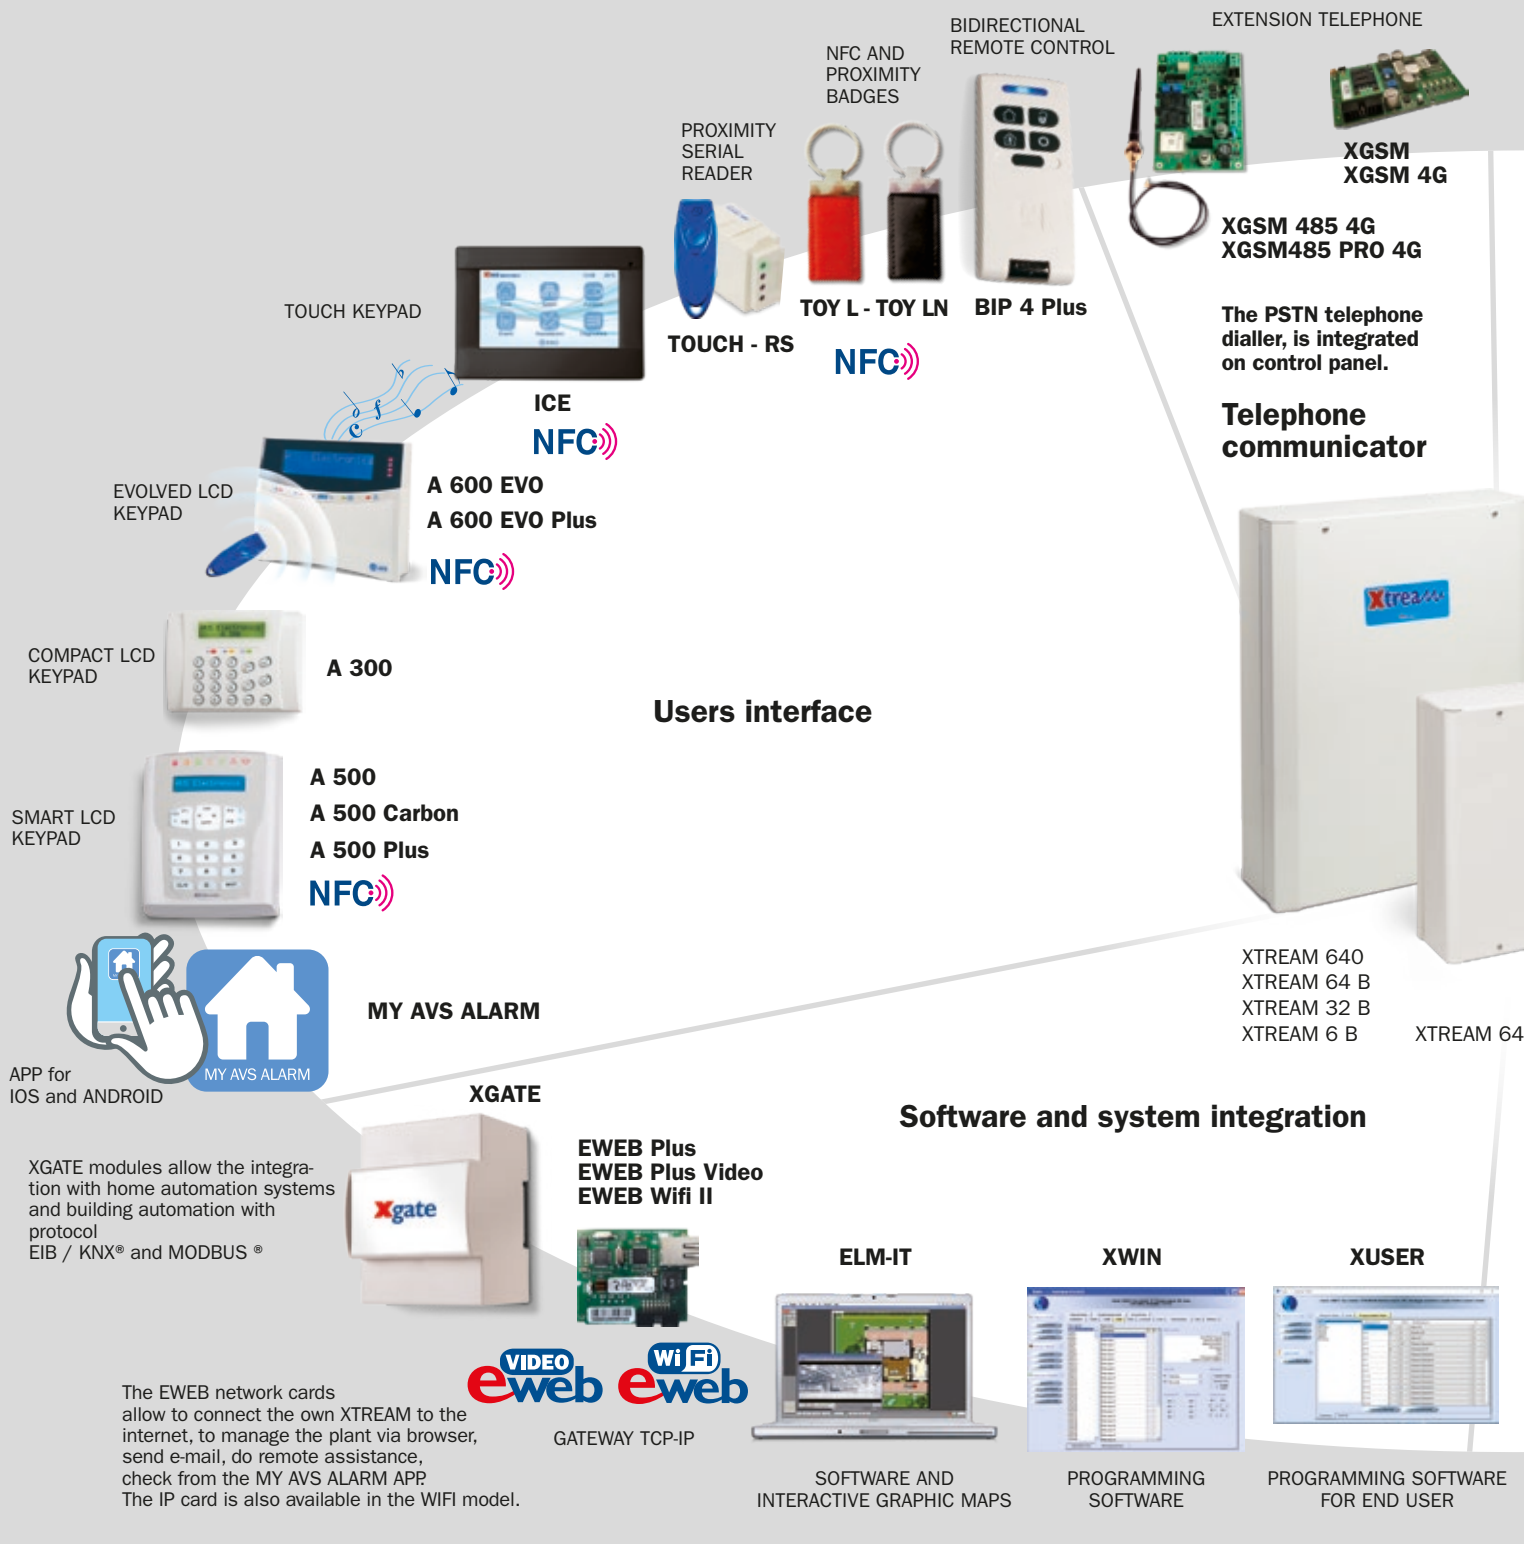 EXTENSION TELEPHONE
BIDIRECTIONAL
REMOTE CONTROL
NFC AND
PROXIMITY
BADGES
PROXIMITY
SERIAL
READER
XGSM
XGSM 4G
XGSM 485 4G
XGSM485 PRO 4G
TOUCH KEYPAD
TOUCH - RS
TOY L - TOY LN
BIP 4 Plus
NFC
The PSTN telephone
dialler, is integrated
on control panel.
ICE
NFC
Telephone
communicator
EVOLVED LCD
KEYPAD
A 600 EVO
A 600 EVO Plus
NFC
Xtream
COMPACT LCD
KEYPAD
A 300
Users interface
SMART LCD
KEYPAD
A 500
A 500 Carbon
A 500 Plus
NFC
MY AVS ALARM
MY AVS ALARM
APP for
IOS and ANDROID
XTREAM 640
XTREAM 64 B
XTREAM 32 B
XTREAM 6 B
XTREAM 64
XGATE
Software and system integration
XGATE modules allow the integra-
tion with home automation systems
and building automation with
protocol
EIB / KNX® and MODBUS ®
Xgate
EWEB Plus
EWEB Plus Video
EWEB Wifi II
ELM-IT
XWIN
XUSER
VIDEO
eweb
WiFi
eweb
GATEWAY TCP-IP
The EWEB network cards
allow to connect the own XTREAM to the
internet, to manage the plant via browser,
send e-mail, do remote assistance,
check from the MY AVS ALARM APP.
The IP card is also available in the WIFI model.
SOFTWARE AND
INTERACTIVE GRAPHIC MAPS
PROGRAMMING
SOFTWARE
PROGRAMMING SOFTWARE
FOR END USER